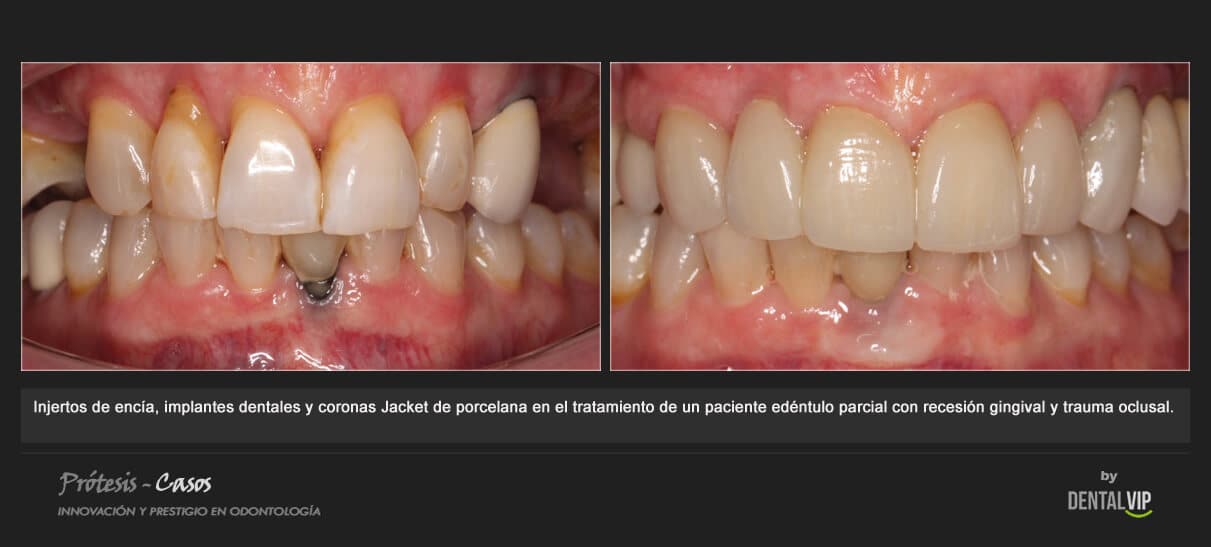 Injertos de encía, implantes dentales y coronas Jacket de porcelana en el tratamiento de un paciente edéntulo parcial con recesión gingival y trauma oclusal.
Prótesis - Casos
INNOVACIÓN Y PRESTIGIO EN ODONTOLOGÍA
by
DENTALVIP